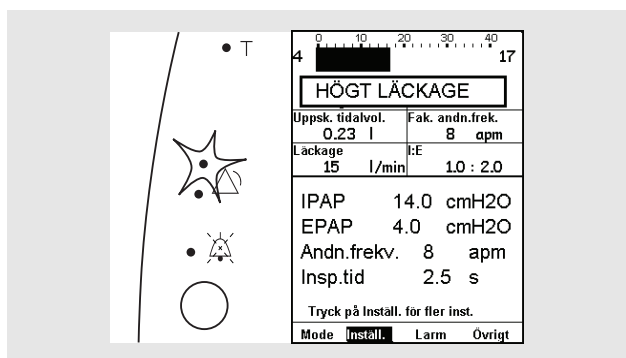 T
0 10 20 30 40
4 17
HÖGT LÄCKAGE
Uppsk. tidalvol. Fak. andn.frek.
0.23 l 8 apm
Läckage I:E
15 l/min 1.0 : 2.0
IPAP 14.0 cmH2O
EPAP 4.0 cmH2O
Andn.frekv. 8 apm
Insp.tid 2.5 s
Tryck på Inställ. för fler inst.
Mode Inställ. Larm Övrigt